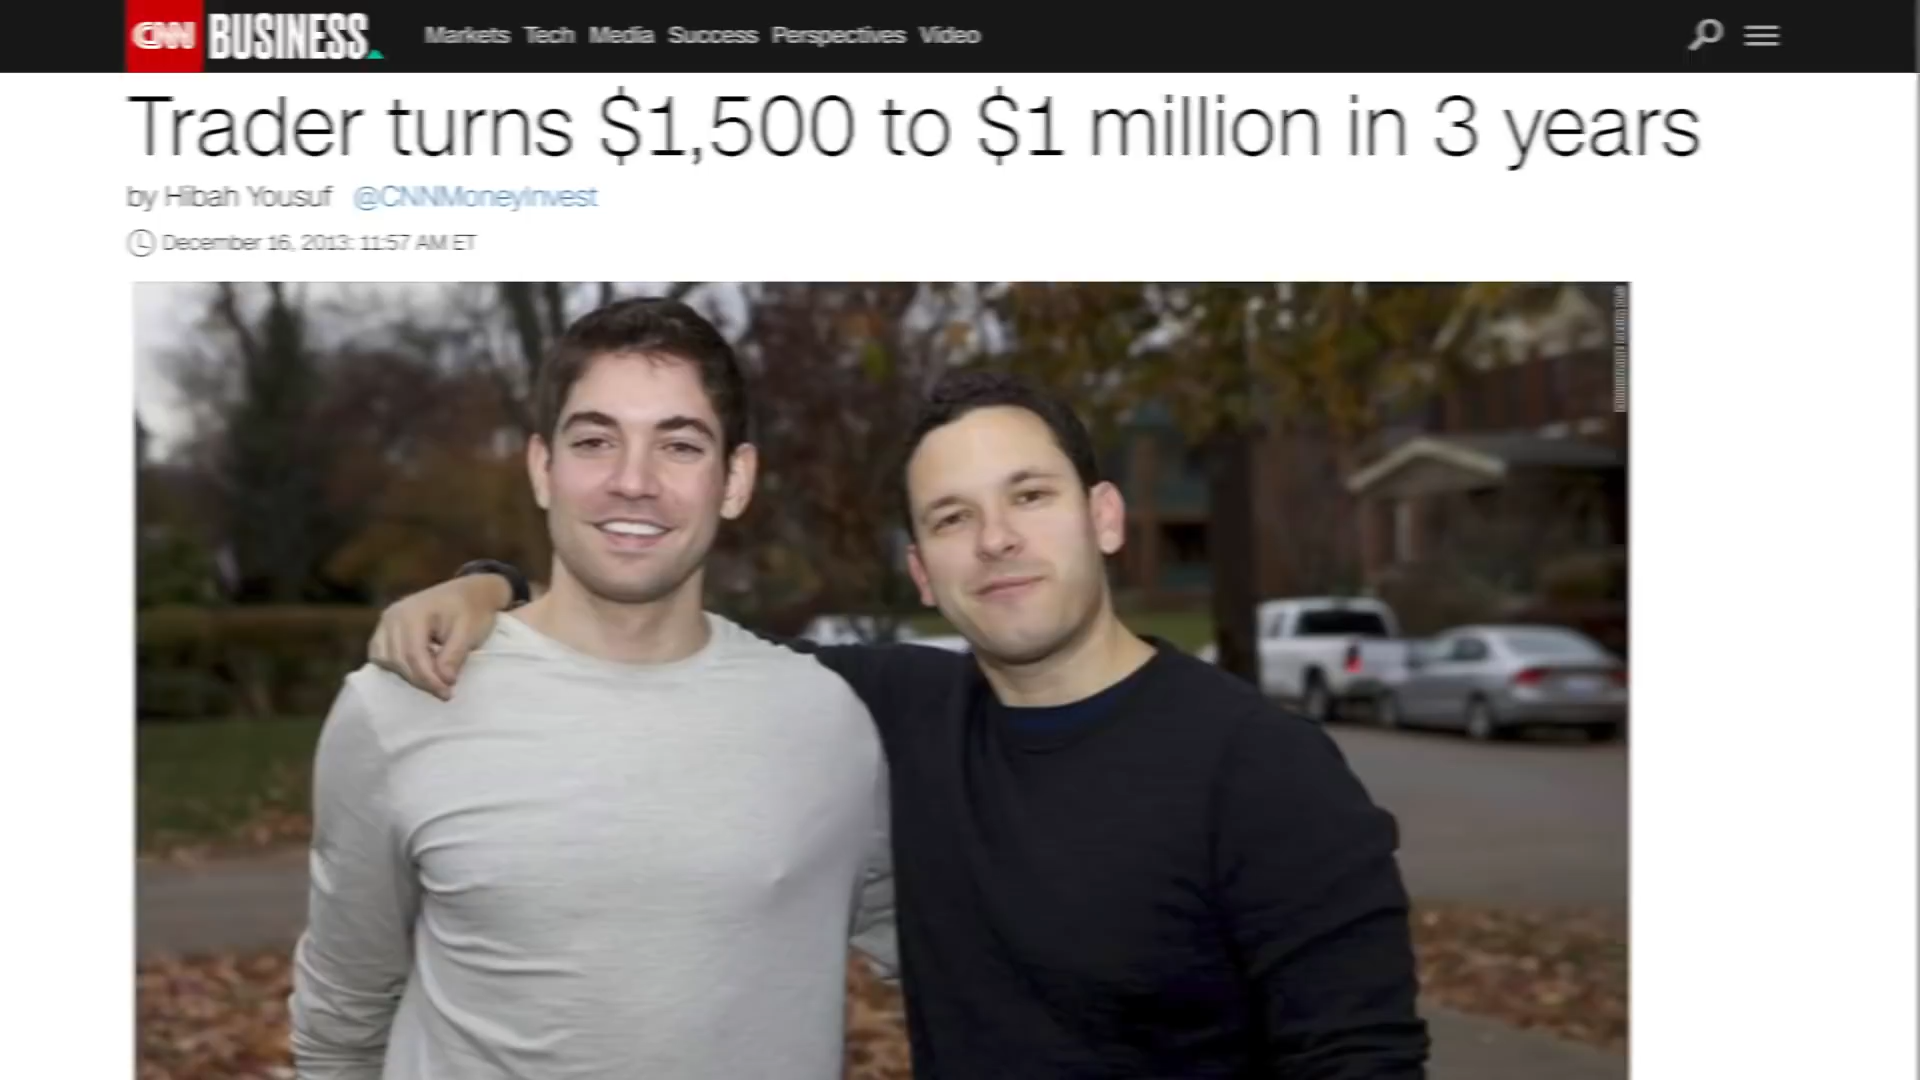 CNN BUSINESS Markets Tech Media Success Perspectives Video
Trader turns $1,500 to $1 million in 3 years
by Hibah Yousuf @CNNMoneyInvest
December 16, 2013: 11:57 AM ET